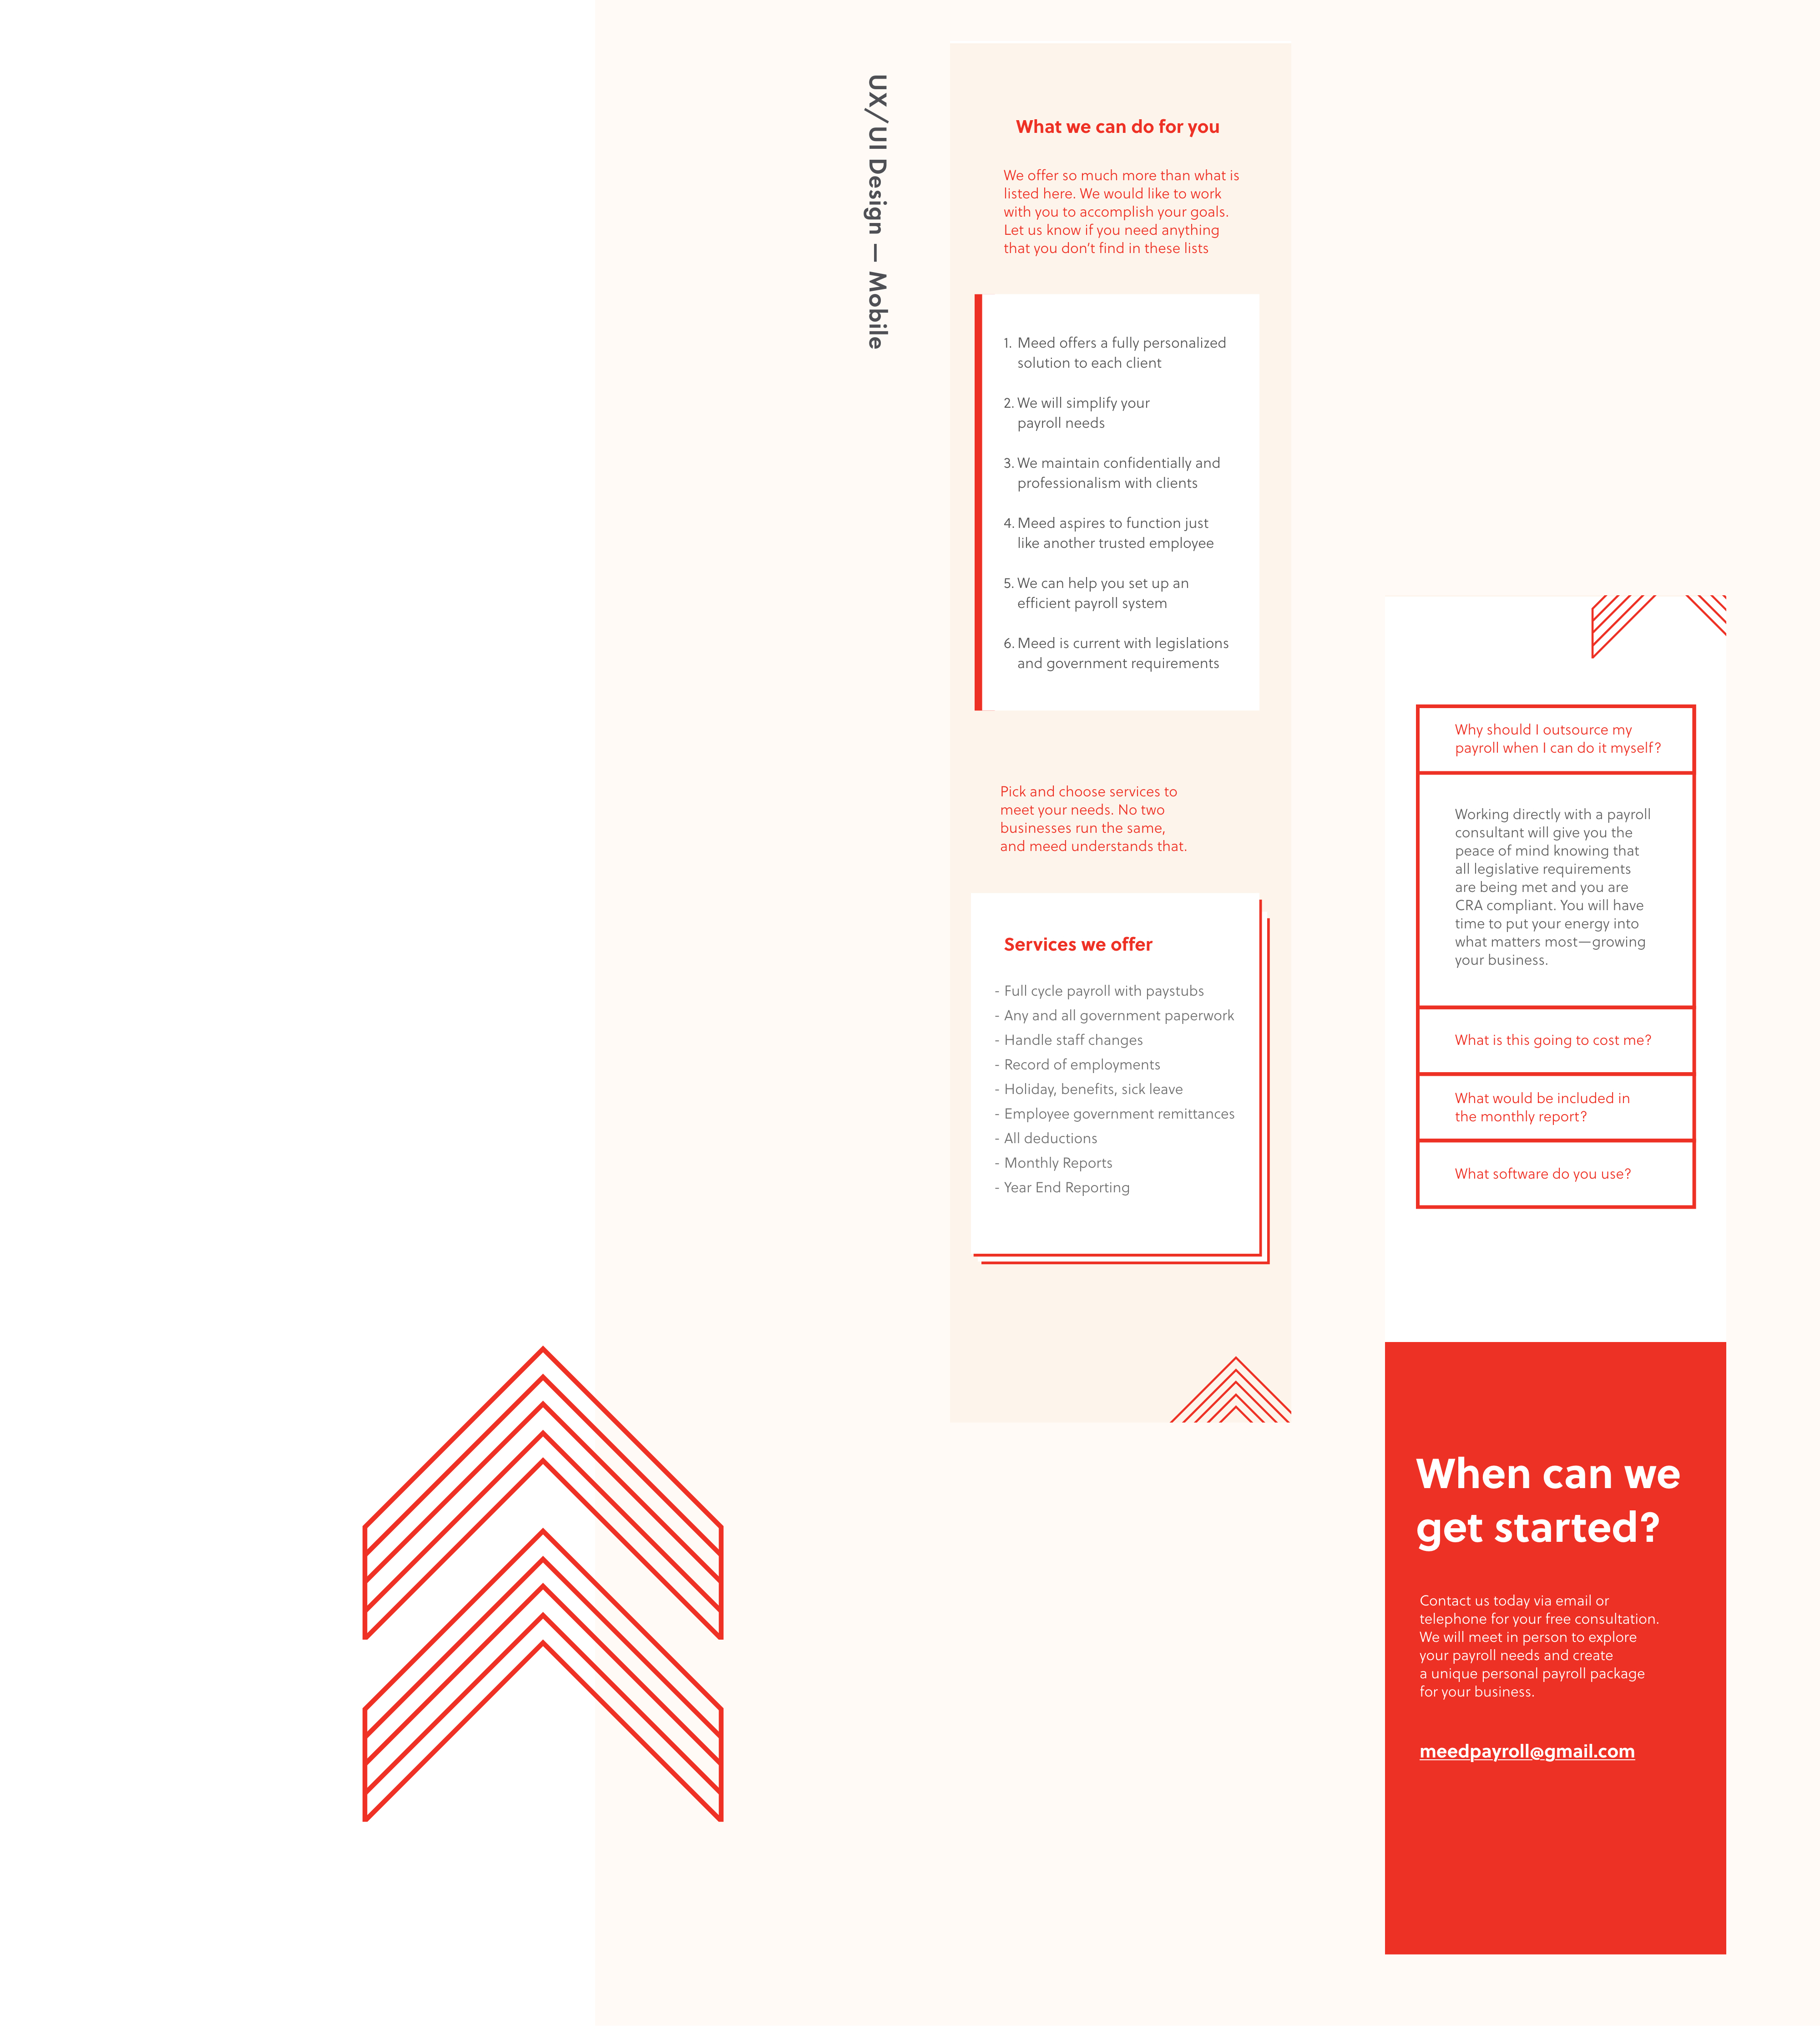 UX/UI Design — Mobile
What we can do for you
We offer so much more than what is
listed here. We would like to work
with you to accomplish your goals.
Let us know if you need anything
that you don't find in these lists
1. Meed offers a fully personalized
solution to each client
2. We will simplify your
payroll needs
3. We maintain confidentially and
professionalism with clients
4. Meed aspires to function just
like another trusted employee
5. We can help you set up an
efficient payroll system
6. Meed is current with legislations
and government requirements
Pick and choose services to
meet your needs. No two
businesses run the same,
and meed understands that.
Services we offer
- Full cycle payroll with paystubs
- Any and all government paperwork
- Handle staff changes
- Record of employments
- Holiday, benefits, sick leave
- Employee government remittances
- All deductions
- Monthly Reports
- Year End Reporting
Why should I outsource my
payroll when I can do it myself?
Working directly with a payroll
consultant will give you the
peace of mind knowing that
all legislative requirements
are being met and you are
CRA compliant. You will have
time to put your energy into
what matters most—growing
your business.
What is this going to cost me?
What would be included in
the monthly report?
What software do you use?
When can we
get started?
Contact us today via email or
telephone for your free consultation.
We will meet in person to explore
your payroll needs and create
a unique personal payroll package
for your business.
meedpayroll@gmail.com